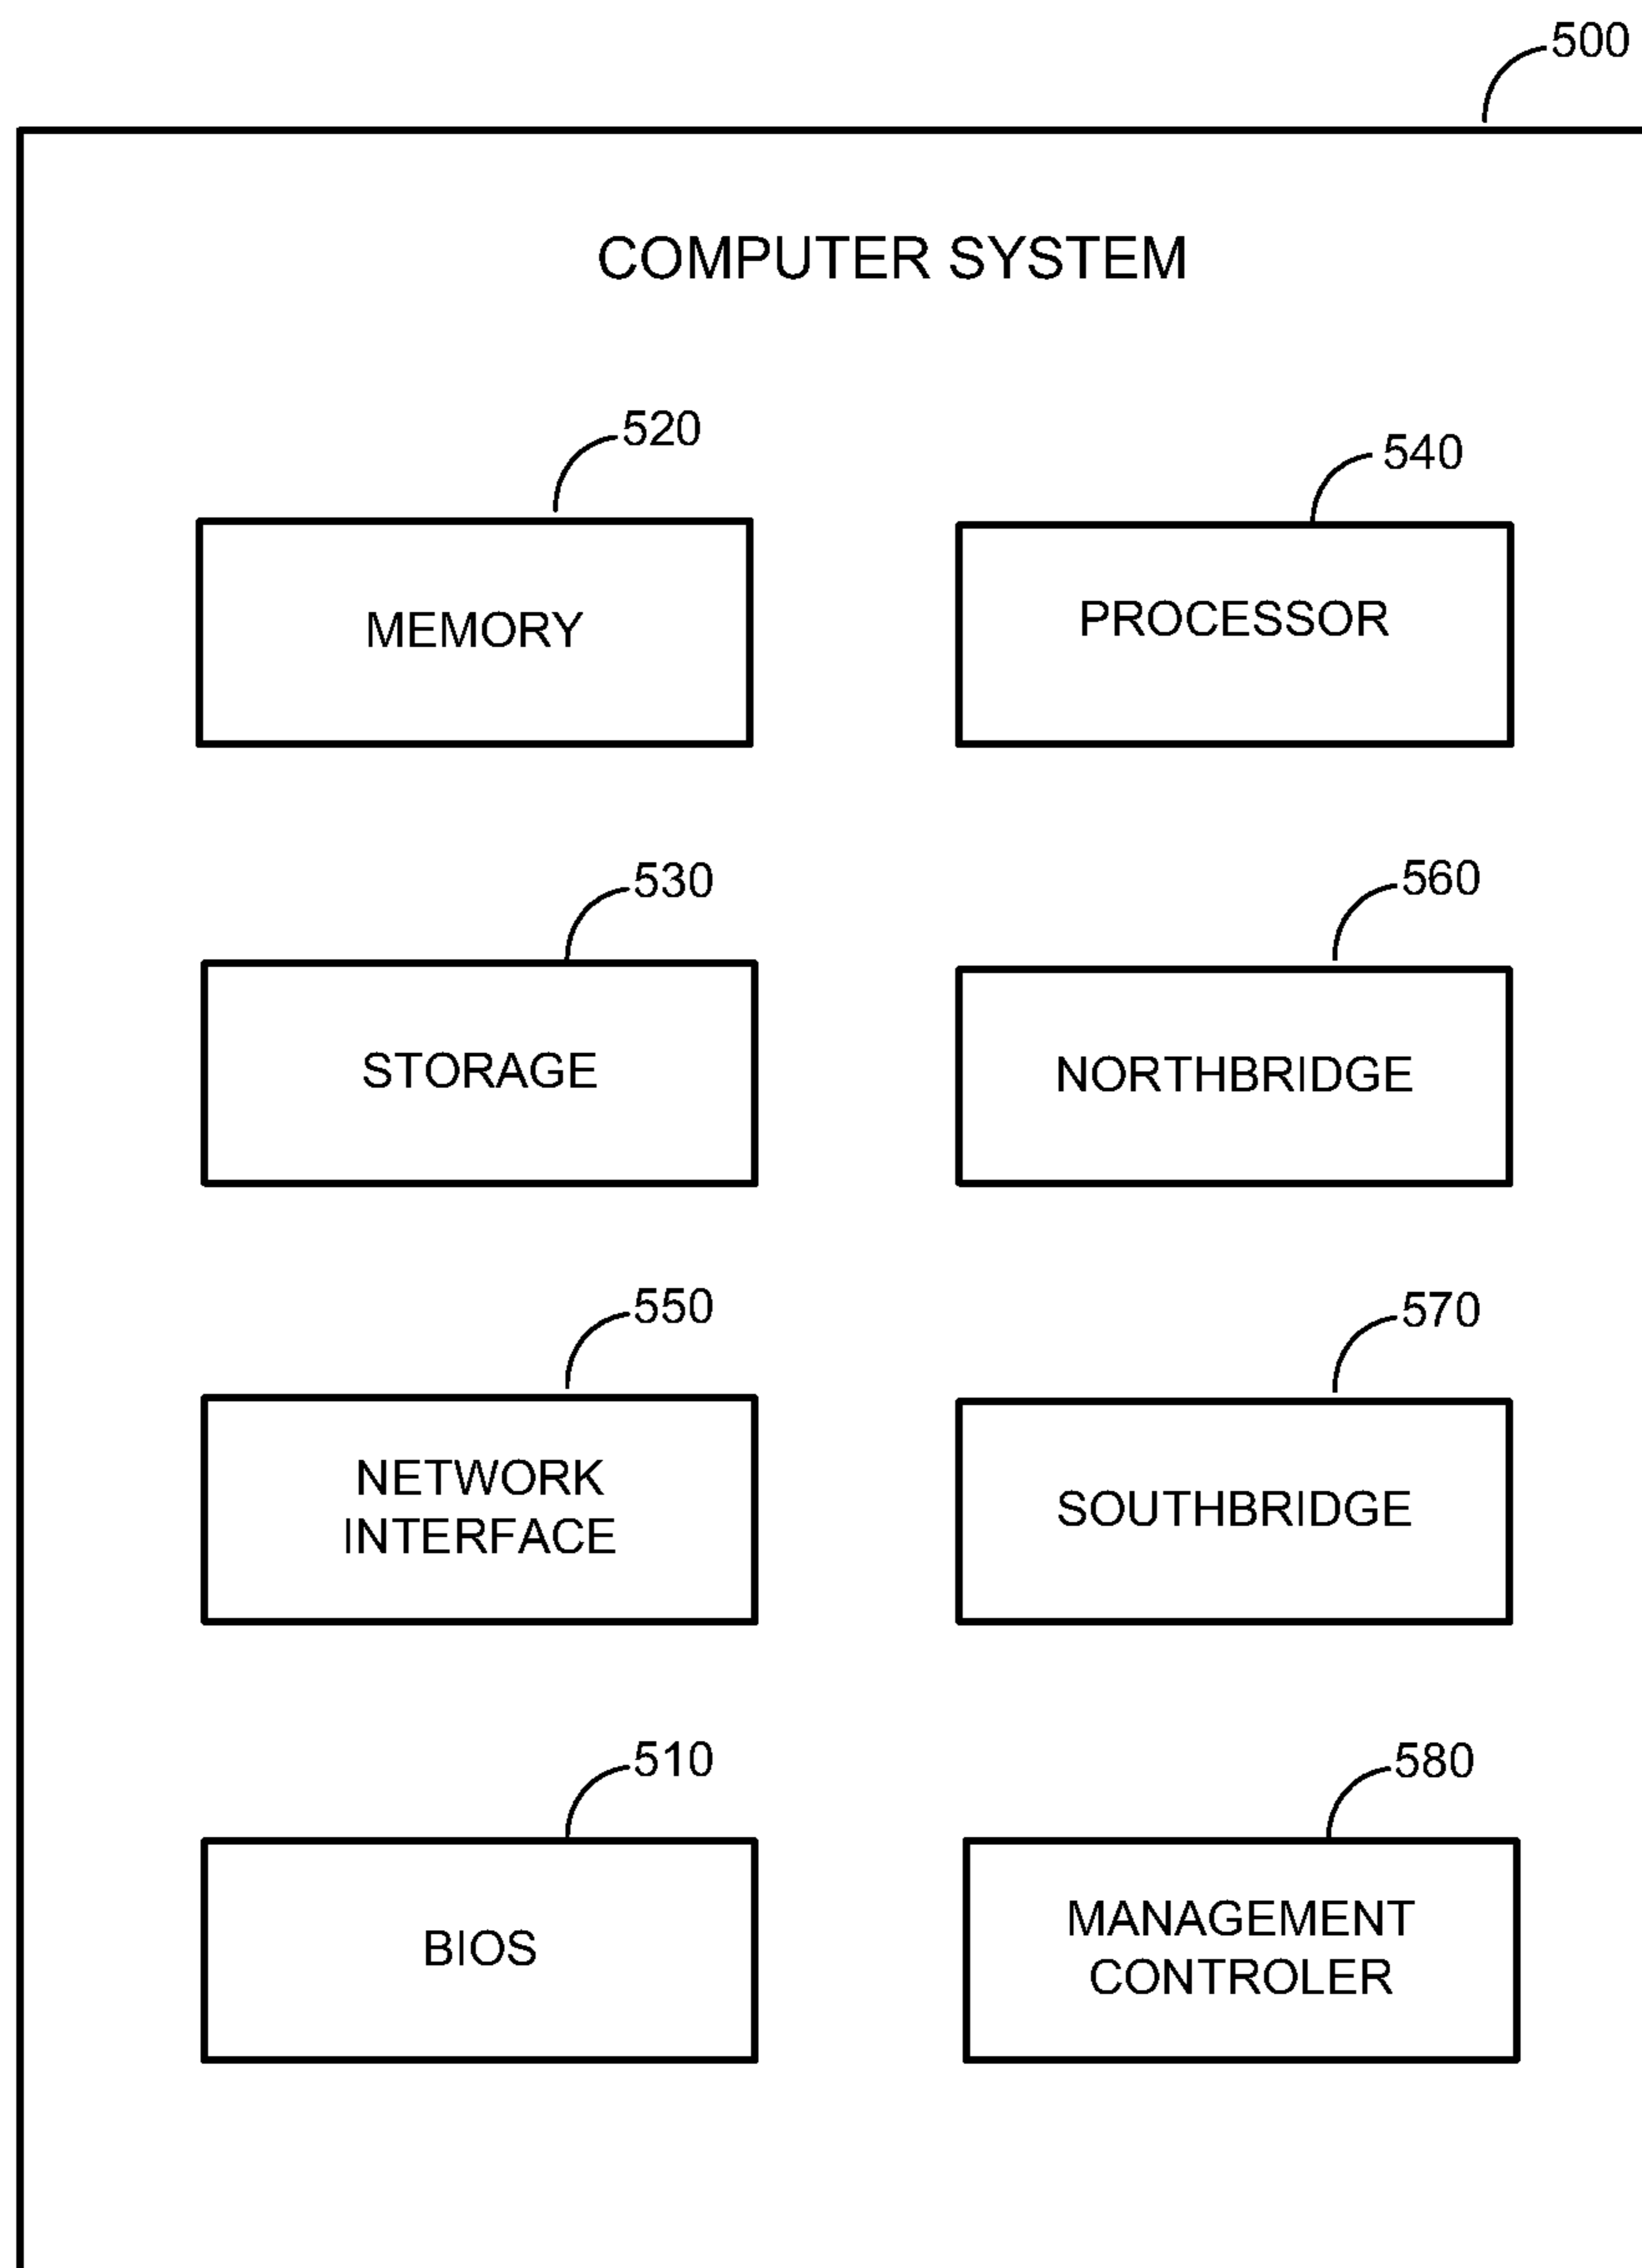 500
COMPUTER SYSTEM
520
540
MEMORY
PROCESSOR
530
560
STORAGE
NORTHBRIDGE
550
570
NETWORK
INTERFACE
SOUTHBRIDGE
510
580
BIOS
MANAGEMENT
CONTROLER